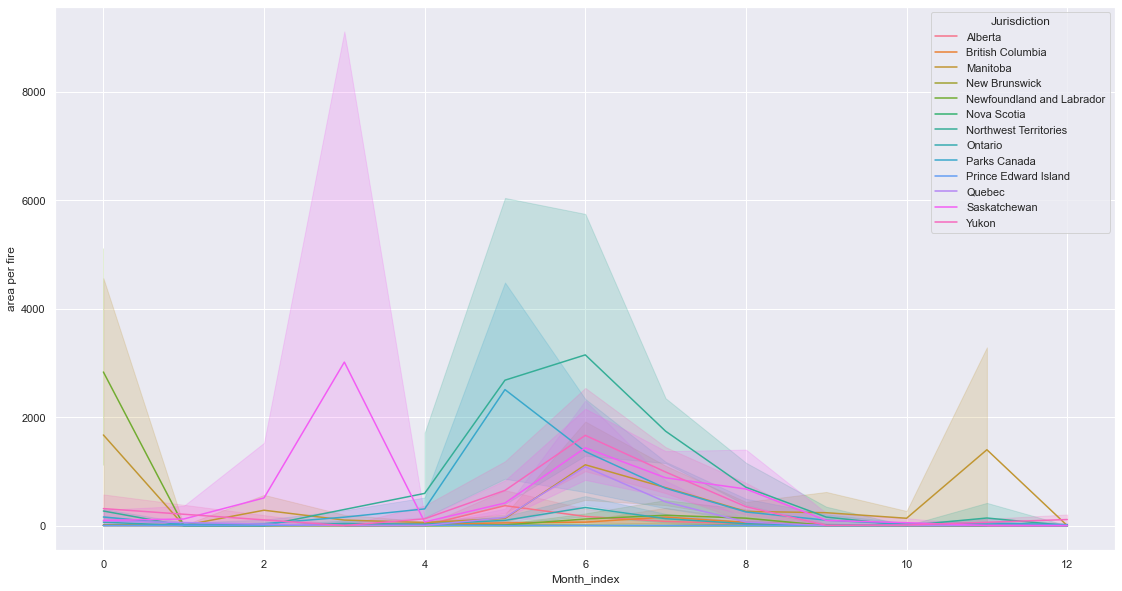 Jurisdiction
Alberta
British Columbia
Manitoba
New Brunswick
Newfoundland and Labrador
Nova Scotia
Northwest Territories
Ontario
Parks Canada
Prince Edward Island
Quebec
Saskatchewan
Yukon
8000
6000
4000
2000
0
area per fire
0 2 4 6 8 10 12
Month_index